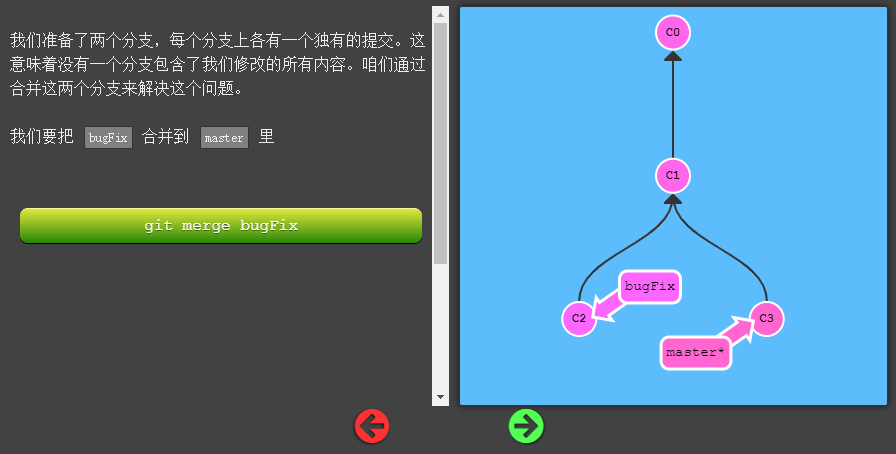 我们准备了两个分支，每个分支上各有一个独有的提交。这
意味着没有一个分支包含了我们修改的所有内容。咱们通过
合并这两个分支来解决这个问题。
我们要把 bugFix 合并到 master 里
git merge bugFix
C0
C1
bugFix
C2
C3
master*